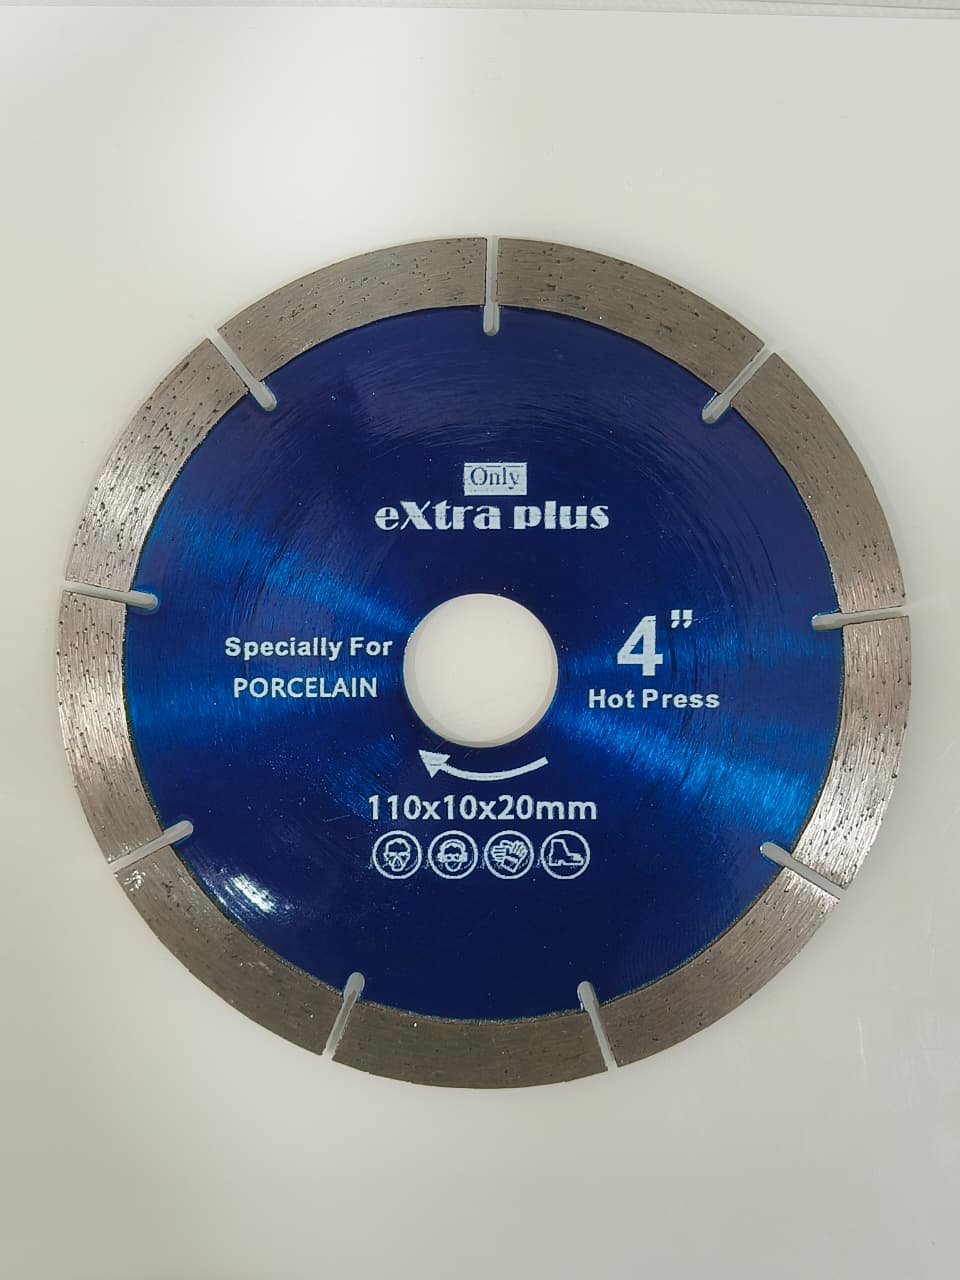 Only
eXtra plus
Specially For
PORCELAIN
4”
Hot Press
110x10x20mm